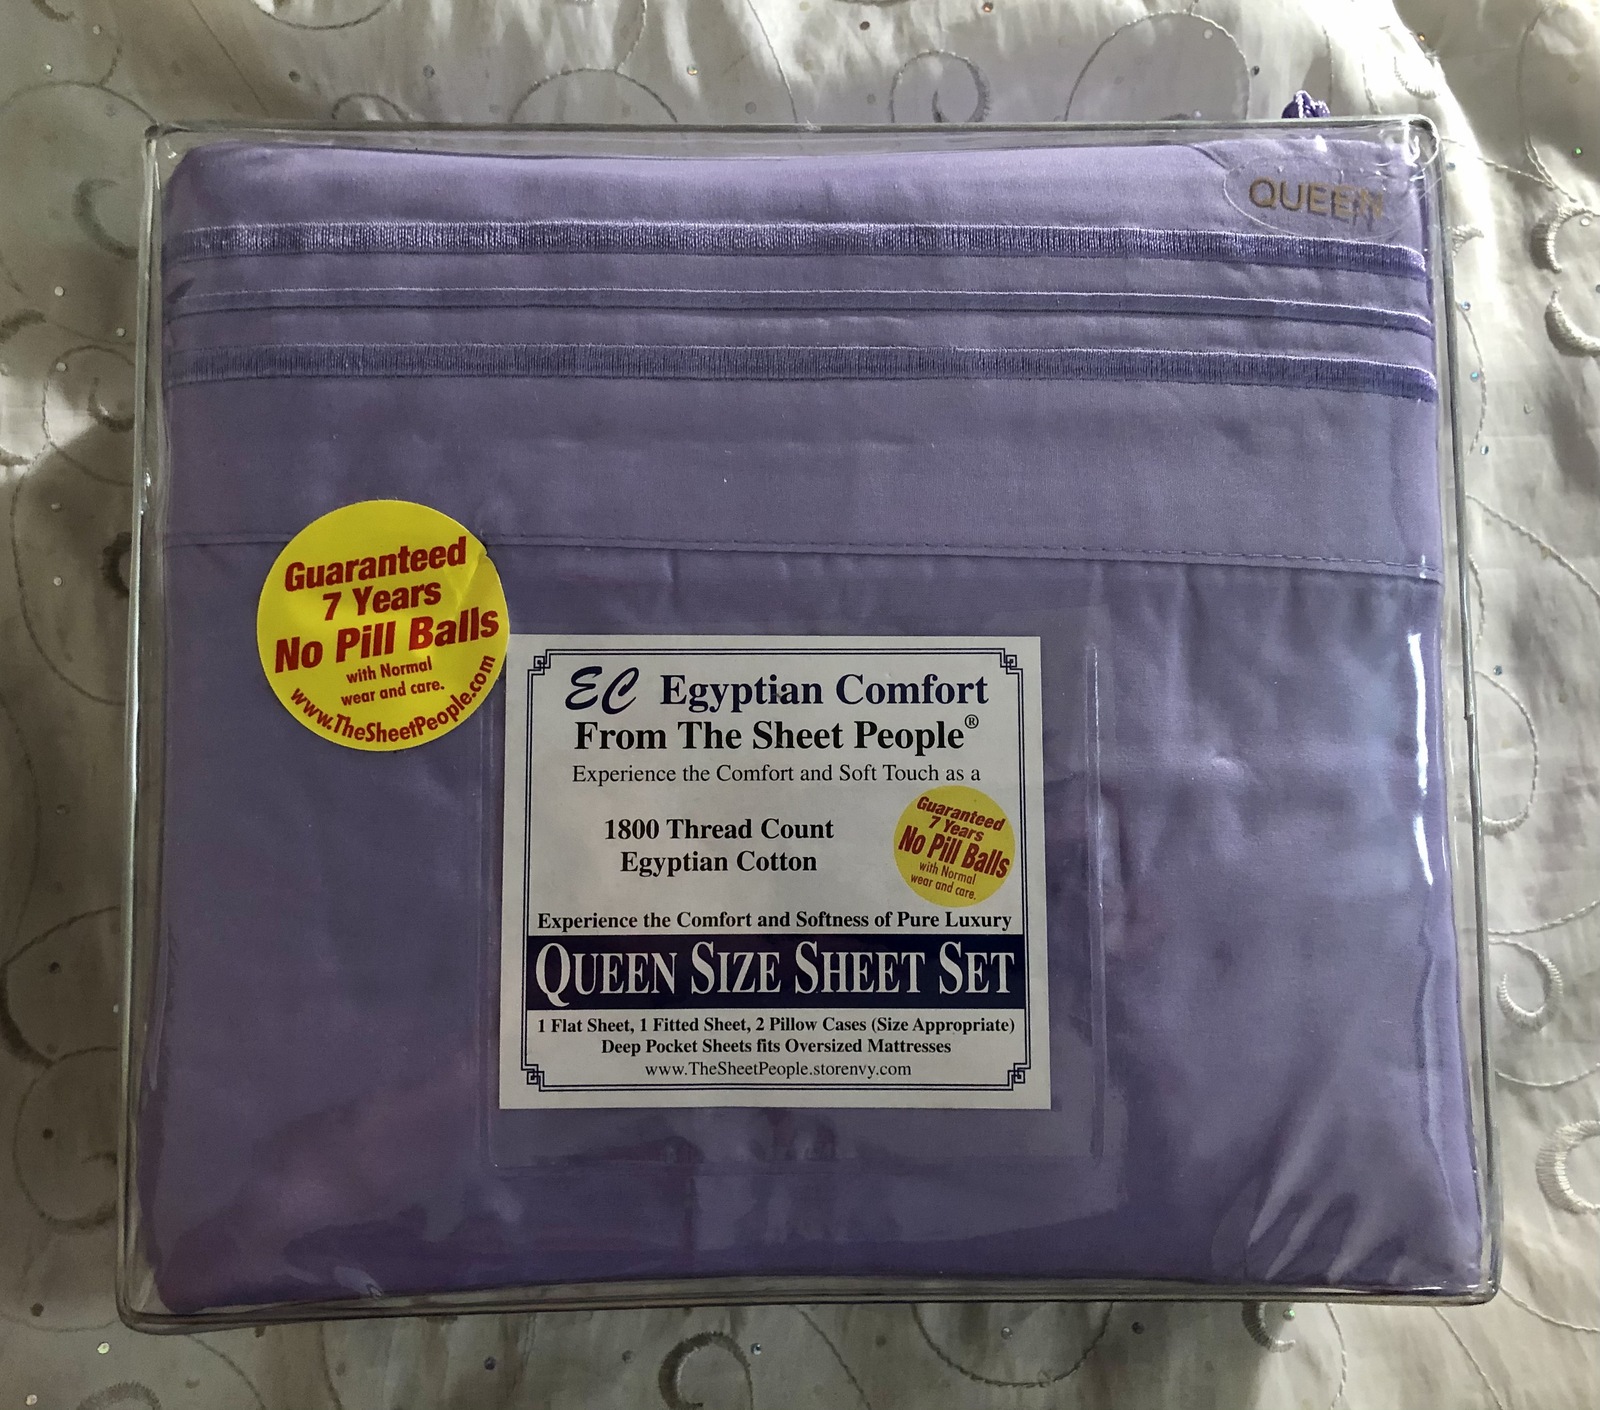 QUEEN
Guaranteed
7 Years
No Pill Balls
with Normal
wear and care.
www.TheSheetPeople.com
EC Egyptian Comfort
From The Sheet People®
Experience the Comfort and Soft Touch as a
1800 Thread Count
Egyptian Cotton
Guaranteed
7 Years
No Pill Balls
with Normal
wear and care.
Experience the Comfort and Softness of Pure Luxury
QUEEN SIZE SHEET SET
1 Flat Sheet, 1 Fitted Sheet, 2 Pillow Cases (Size Appropriate)
Deep Pocket Sheets fits Oversized Mattresses
www.TheSheetPeople.storenvy.com